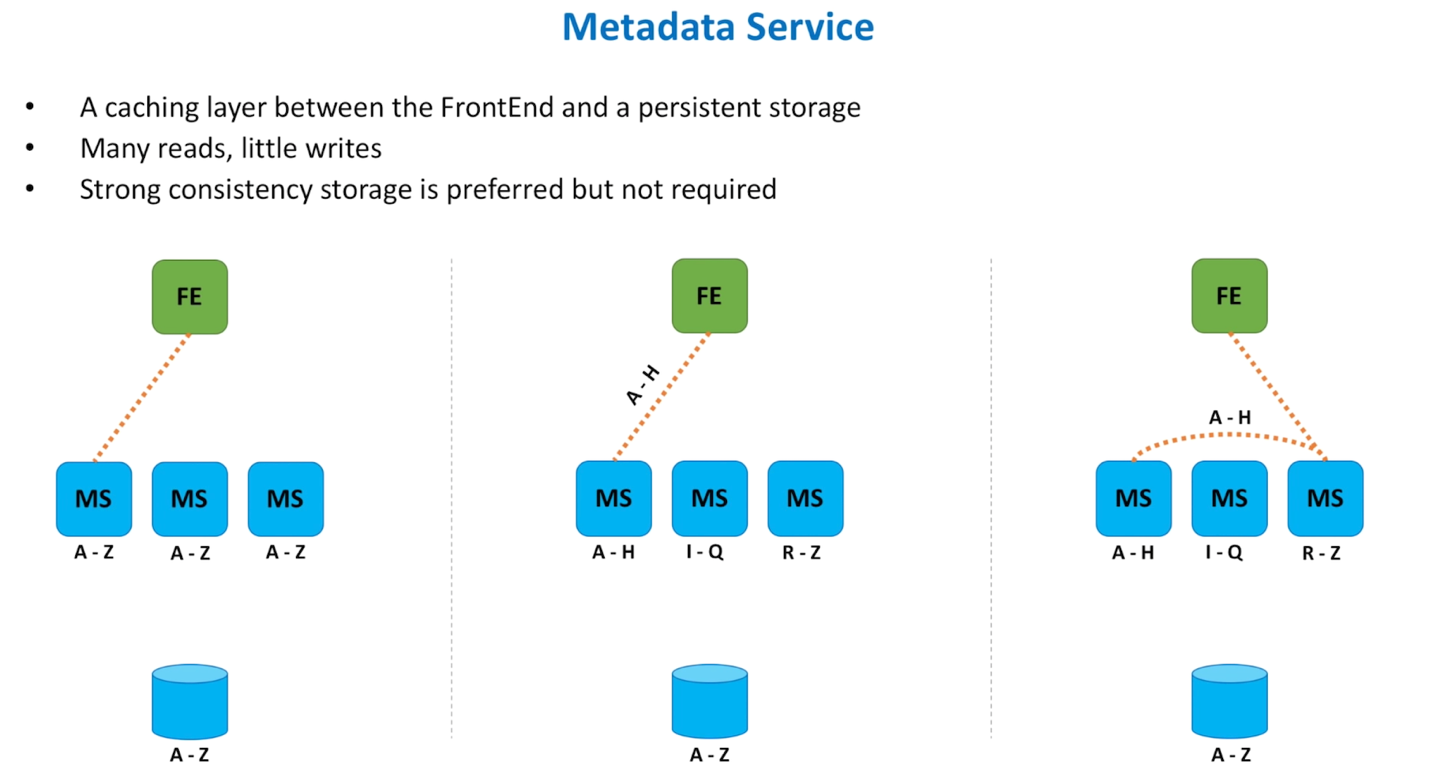 Metadata Service
• A caching layer between the FrontEnd and a persistent storage
• Many reads, little writes
• Strong consistency storage is preferred but not required
FE
MS MS MS
A - Z A - Z A - Z
A - Z
FE
A - H
MS MS MS
A - H I - Q R - Z
A - Z
FE
A - H
MS MS MS
A - H I - Q R - Z
A - Z